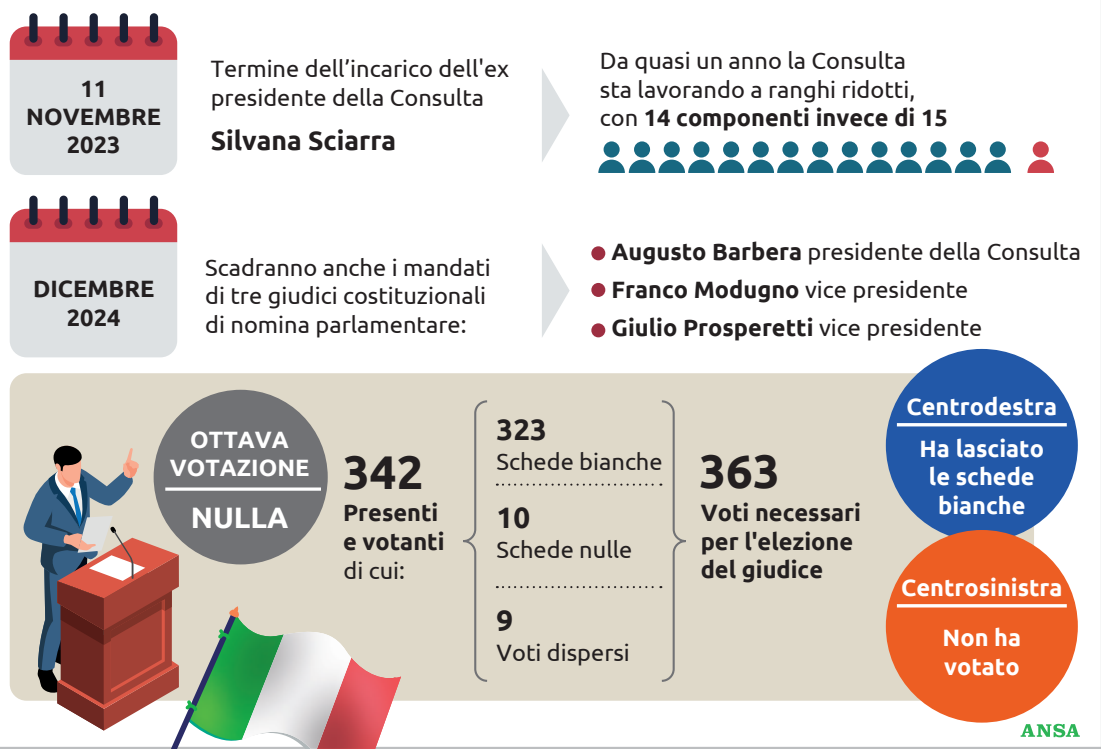 11
NOVEMBRE
2023
Termine dell’incarico dell'ex
presidente della Consulta
Silvana Sciarra
Da quasi un anno la Consulta
sta lavorando a ranghi ridotti,
con 14 componenti invece di 15
DICEMBRE
2024
Scadranno anche i mandati
di tre giudici costituzionali
di nomina parlamentare:
Augusto Barbera presidente della Consulta
Franco Modugno vice presidente
Giulio Prosperetti vice presidente
OTTAVA
VOTAZIONE
NULLA
342
Presenti
e votanti
di cui:
323
Schede bianche
10
Schede nulle
9
Voti dispersi
363
Voti necessari
per l'elezione
del giudice
Centrodestra
Ha lasciato
le schede
bianche
Centrosinistra
Non ha
votato
ANSA